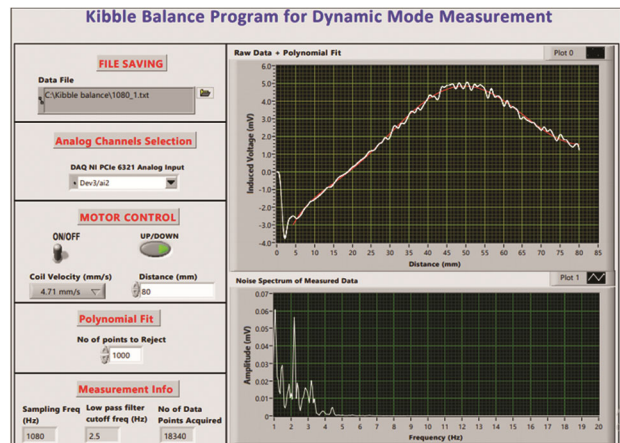 Kibble Balance Program for Dynamic Mode Measurement
FILE SAVING
Data File
C:\Kibble balance\1080_1.txt
Analog Channels Selection
DAQ NI PCIe 6321 Analog Input
Dev3/ai2
MOTOR CONTROL
ON/OFF
UP/DOWN
Coil Velocity (mm/s)
Distance (mm)
4.71 mm/s
80
Polynomial Fit
No of points to Reject
1000
Measurement Info
Sampling Freq (Hz)
Low pass filter cutoff freq (Hz)
No of Data Points Acquired
1080
2.5
18340
Raw Data + Polynomial Fit
Plot 0
Induced Voltage (mV)
6.0
5.0
4.0
3.0
2.0
1.0
0.0
-1.0
-2.0
-3.0
-4.0
0 5 10 15 20 25 30 35 40 45 50 55 60 65 70 75 80 85
Distance (mm)
Noise Spectrum of Measured Data
Plot 1
Amplitude (mV)
0.07
0.06
0.05
0.04
0.03
0.02
0.01
0
1 2 3 4 5 6 7 8 9 10 11 12 13 14 15 16 17 18 19 20
Frequency (Hz)